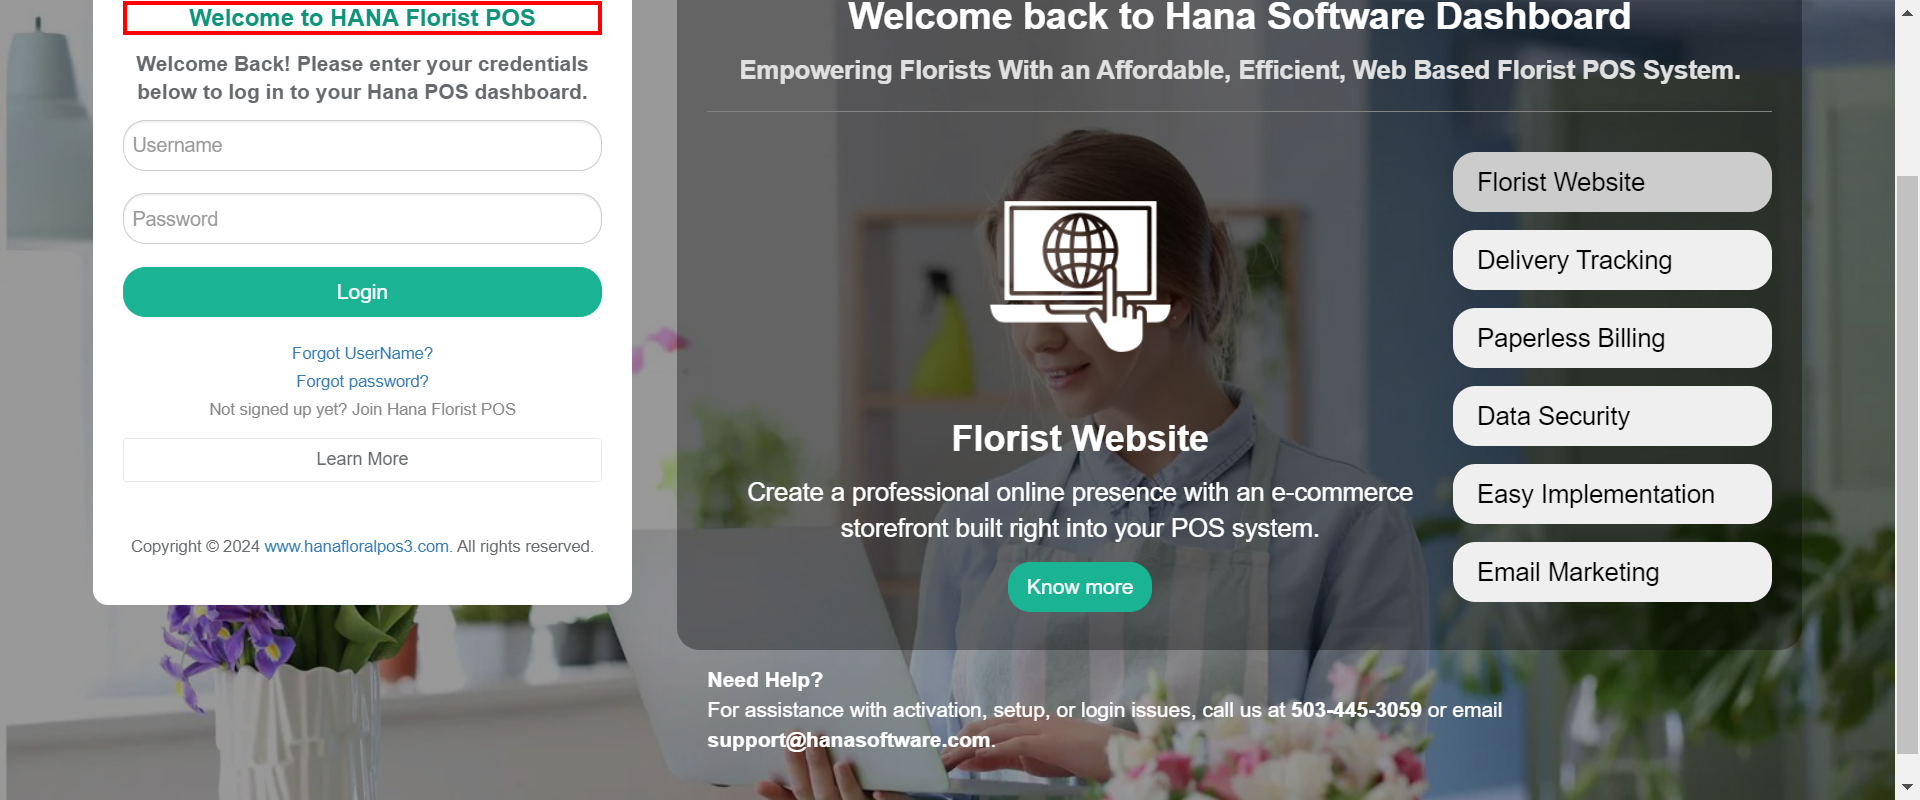 Welcome to HANA Florist POS
Welcome Back! Please enter your credentials
below to log in to your Hana POS dashboard.
Username
Password
Login
Forgot UserName?
Forgot password?
Not signed up yet? Join Hana Florist POS
Learn More
Copyright © 2024 www.hanafloralpos3.com. All rights reserved.
Welcome back to Hana Software Dashboard
Empowering Florists With an Affordable, Efficient, Web Based Florist POS System.
Florist Website
Create a professional online presence with an e-commerce
storefront built right into your POS system.
Know more
Florist Website
Delivery Tracking
Paperless Billing
Data Security
Easy Implementation
Email Marketing
Need Help?
For assistance with activation, setup, or login issues, call us at 503-445-3059 or email
support@hanasoftware.com.